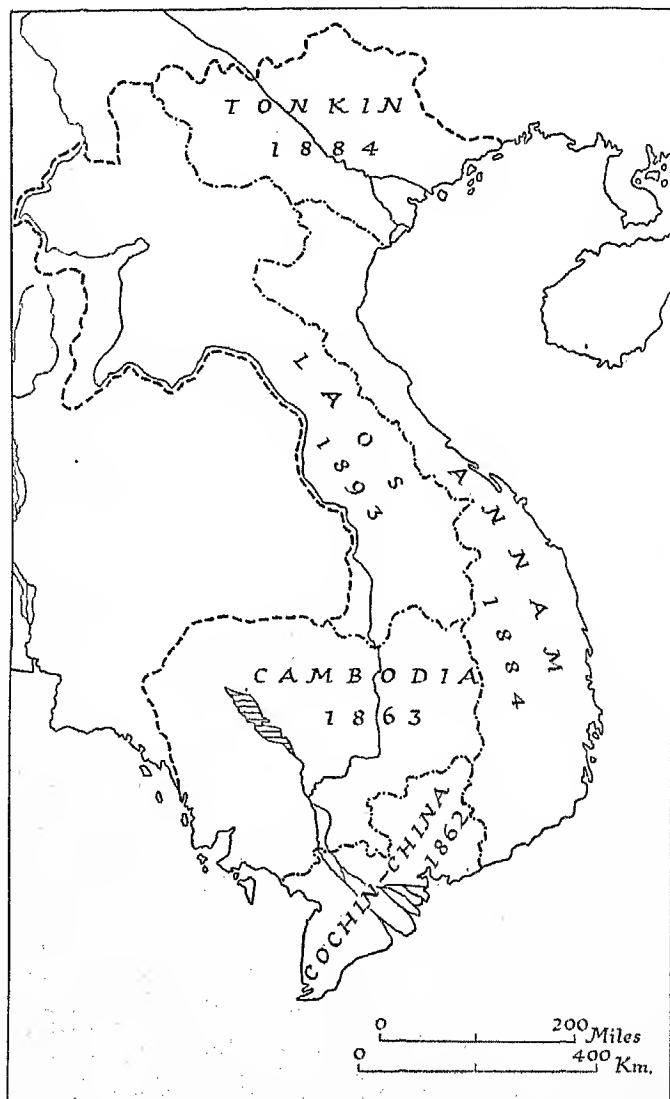 TONKIN
1884
LAOS
1893
ANNAM
1884
CAMBODIA
1863
COCHIN-CHINA
1862
0 200 Miles
0 400 Km.